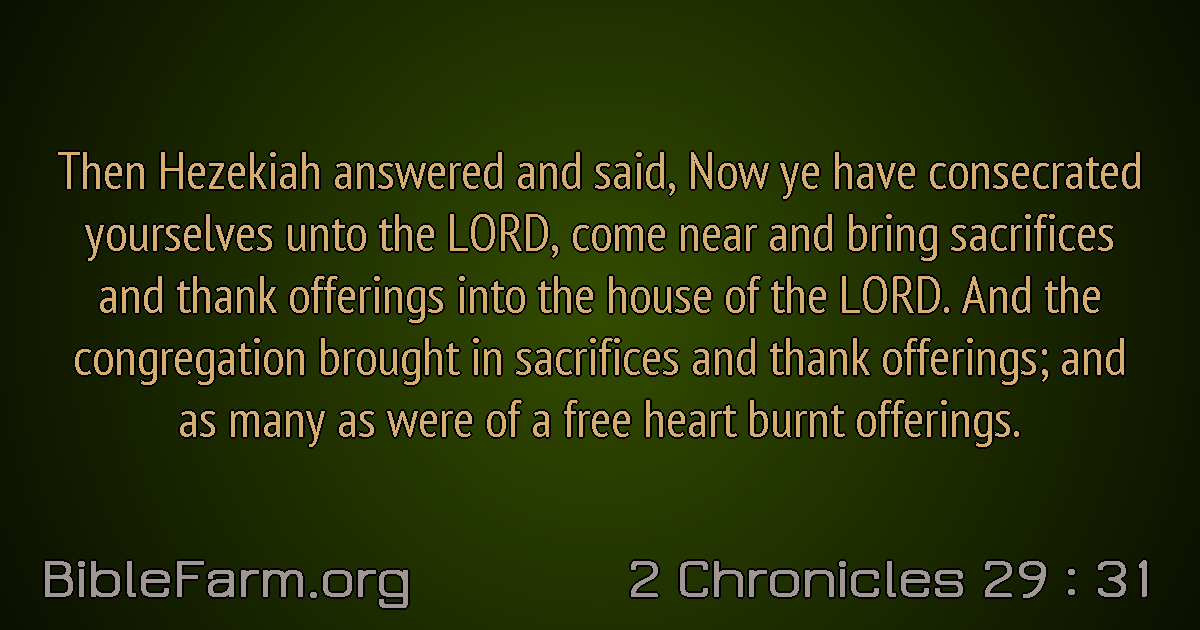 Then Hezekiah answered and said, Now ye have consecrated
yourselves unto the LORD, come near and bring sacrifices
and thank offerings into the house of the LORD. And the
congregation brought in sacrifices and thank offerings; and
as many as were of a free heart burnt offerings.
BibleFarm.org
2 Chronicles 29 : 31